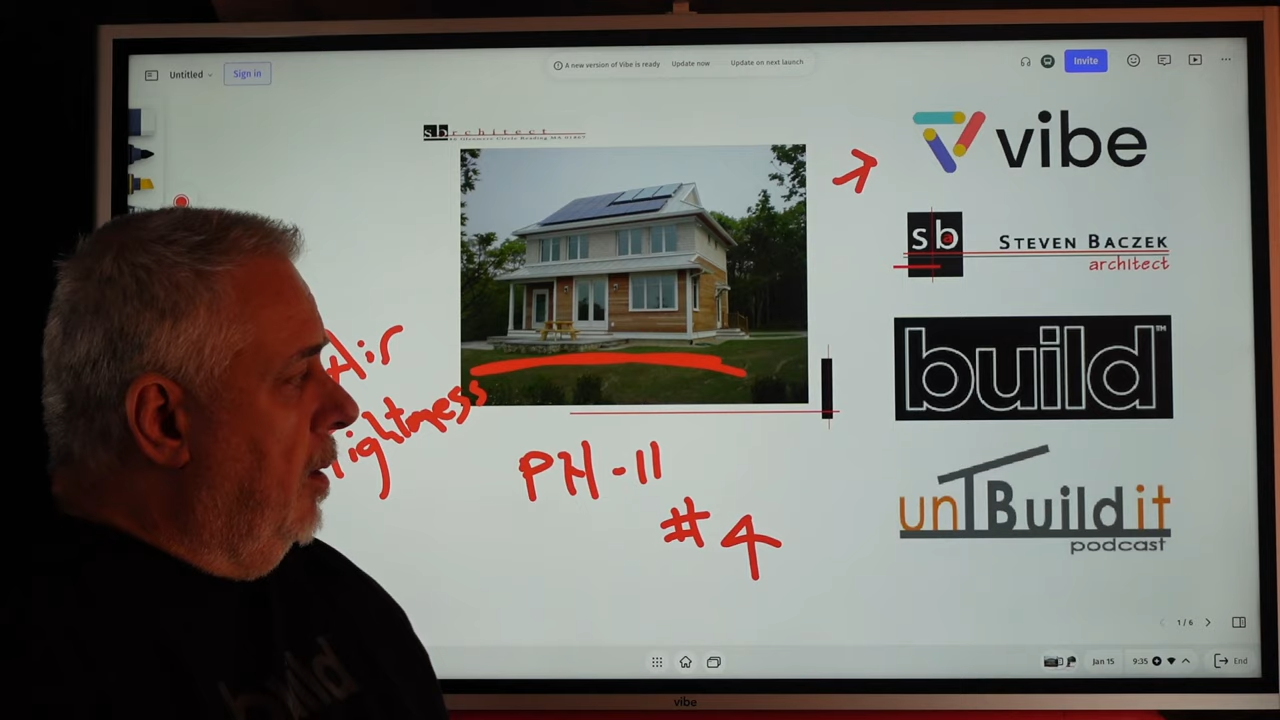 Untitled
Sign in
A new version of Vibe is ready
Update now
Update on next launch
Invite
sbrchitect
vibe
sb
STEVEN BACZEK
architect
build™
Air
Tightness
PH-11
#4
unBuild it
podcast
1/6
Jan 15
9:35
End
vibe
build